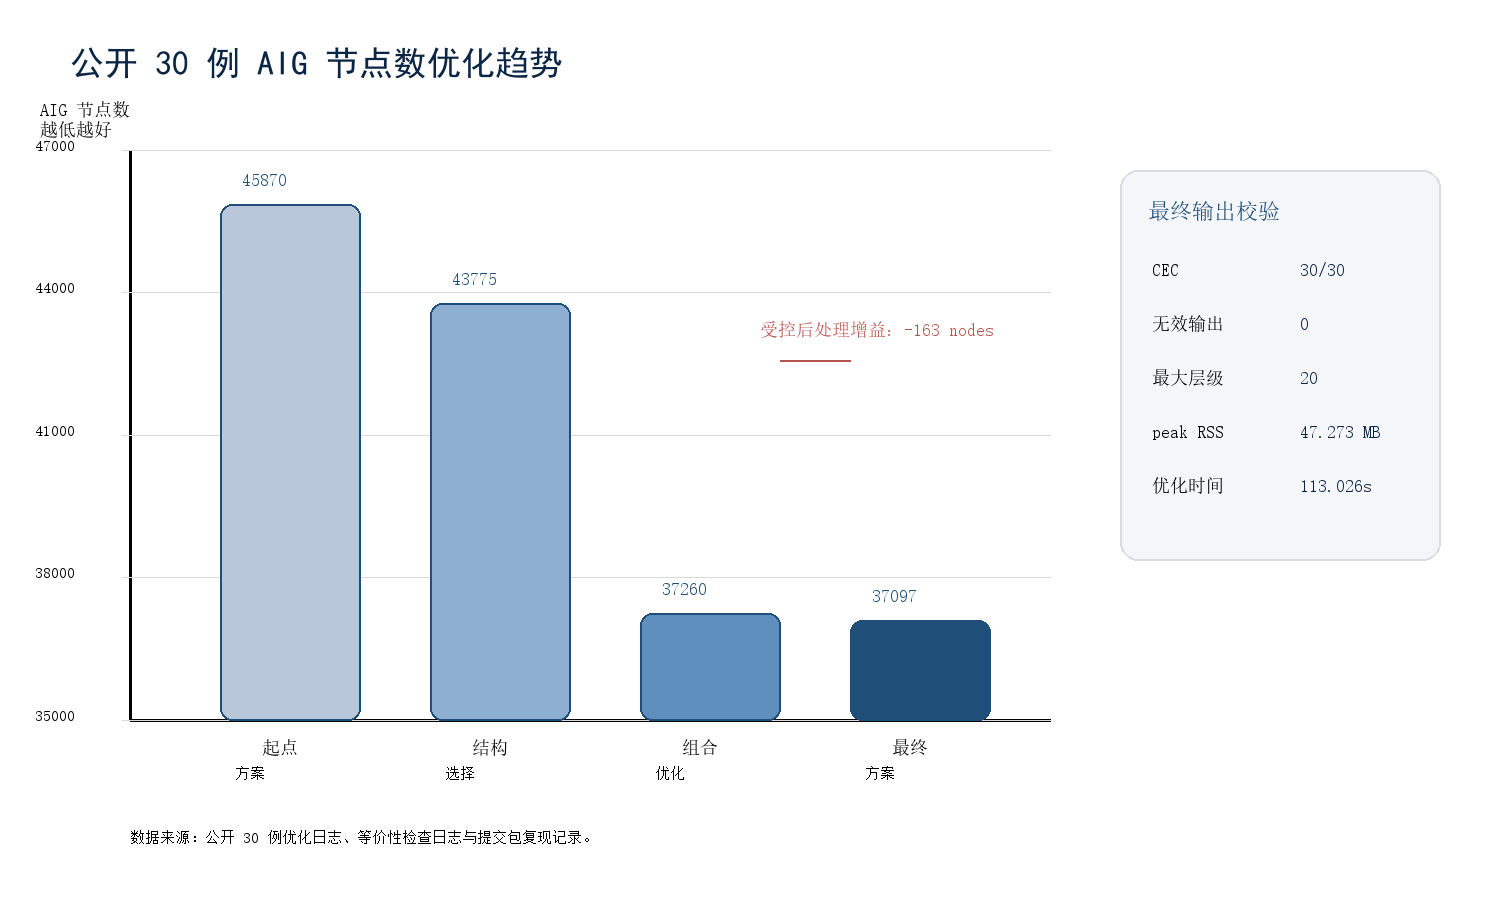 公开 30 例 AIG 节点数优化趋势
AIG 节点数
越低越好
47000
44000
41000
38000
35000
45870
43775
37260
37097
受控后处理增益: -163 nodes
起点
方案
结构
选择
组合
优化
最终
方案
最终输出校验
CEC 30/30
无效输出 0
最大层级 20
peak RSS 47.273 MB
优化时间 113.026s
数据来源: 公开 30 例优化日志、等价性检查日志与提交包复现记录。